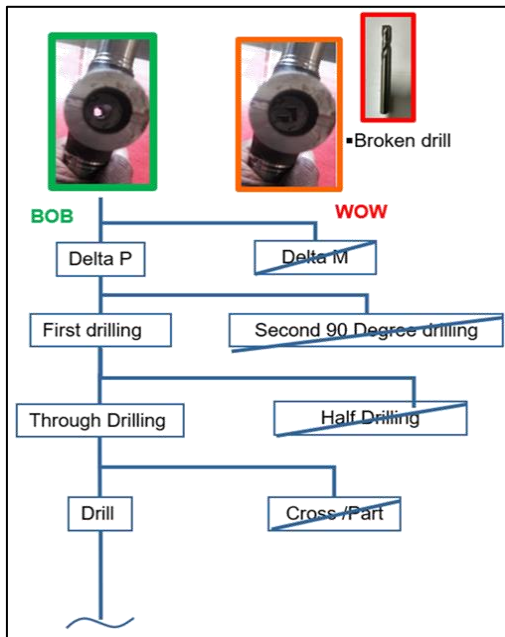 ▪Broken drill
BOB
WOW
Delta P
Delta M
First drilling
Second 90 Degree drilling
Through Drilling
Half Drilling
Drill
Cross /Part